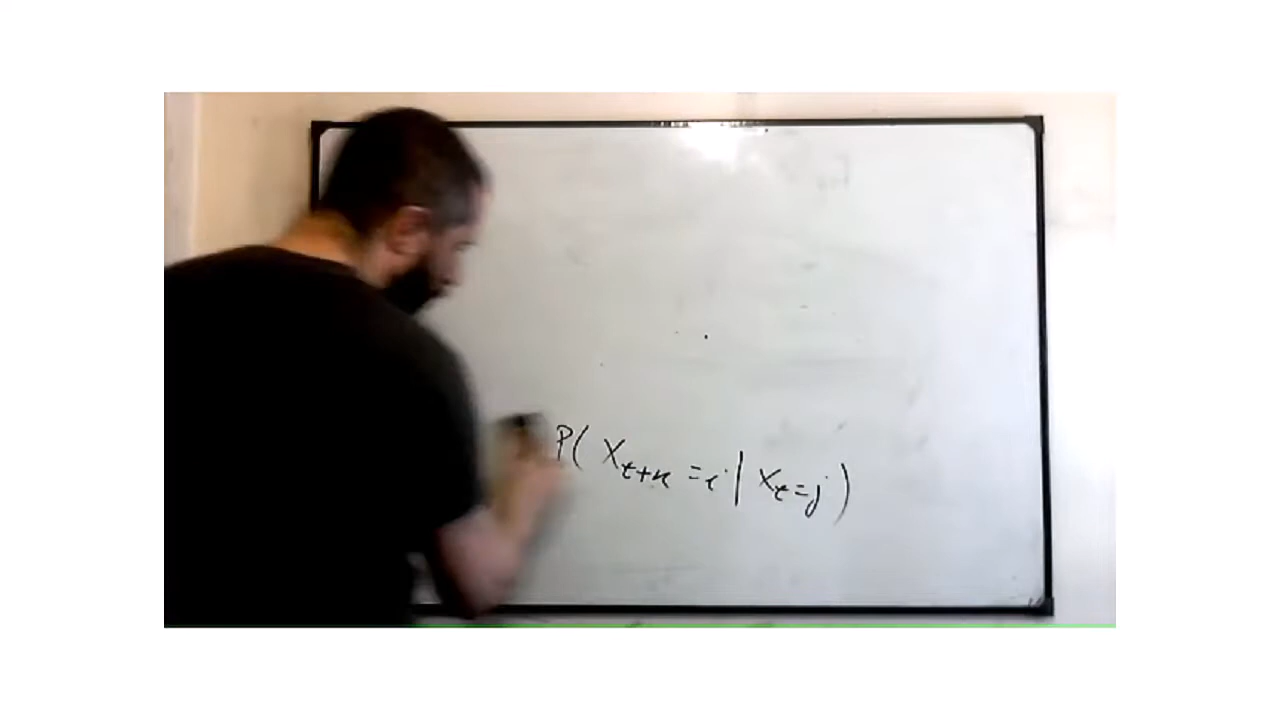 P( X_{t+n} = i | X_t = j )